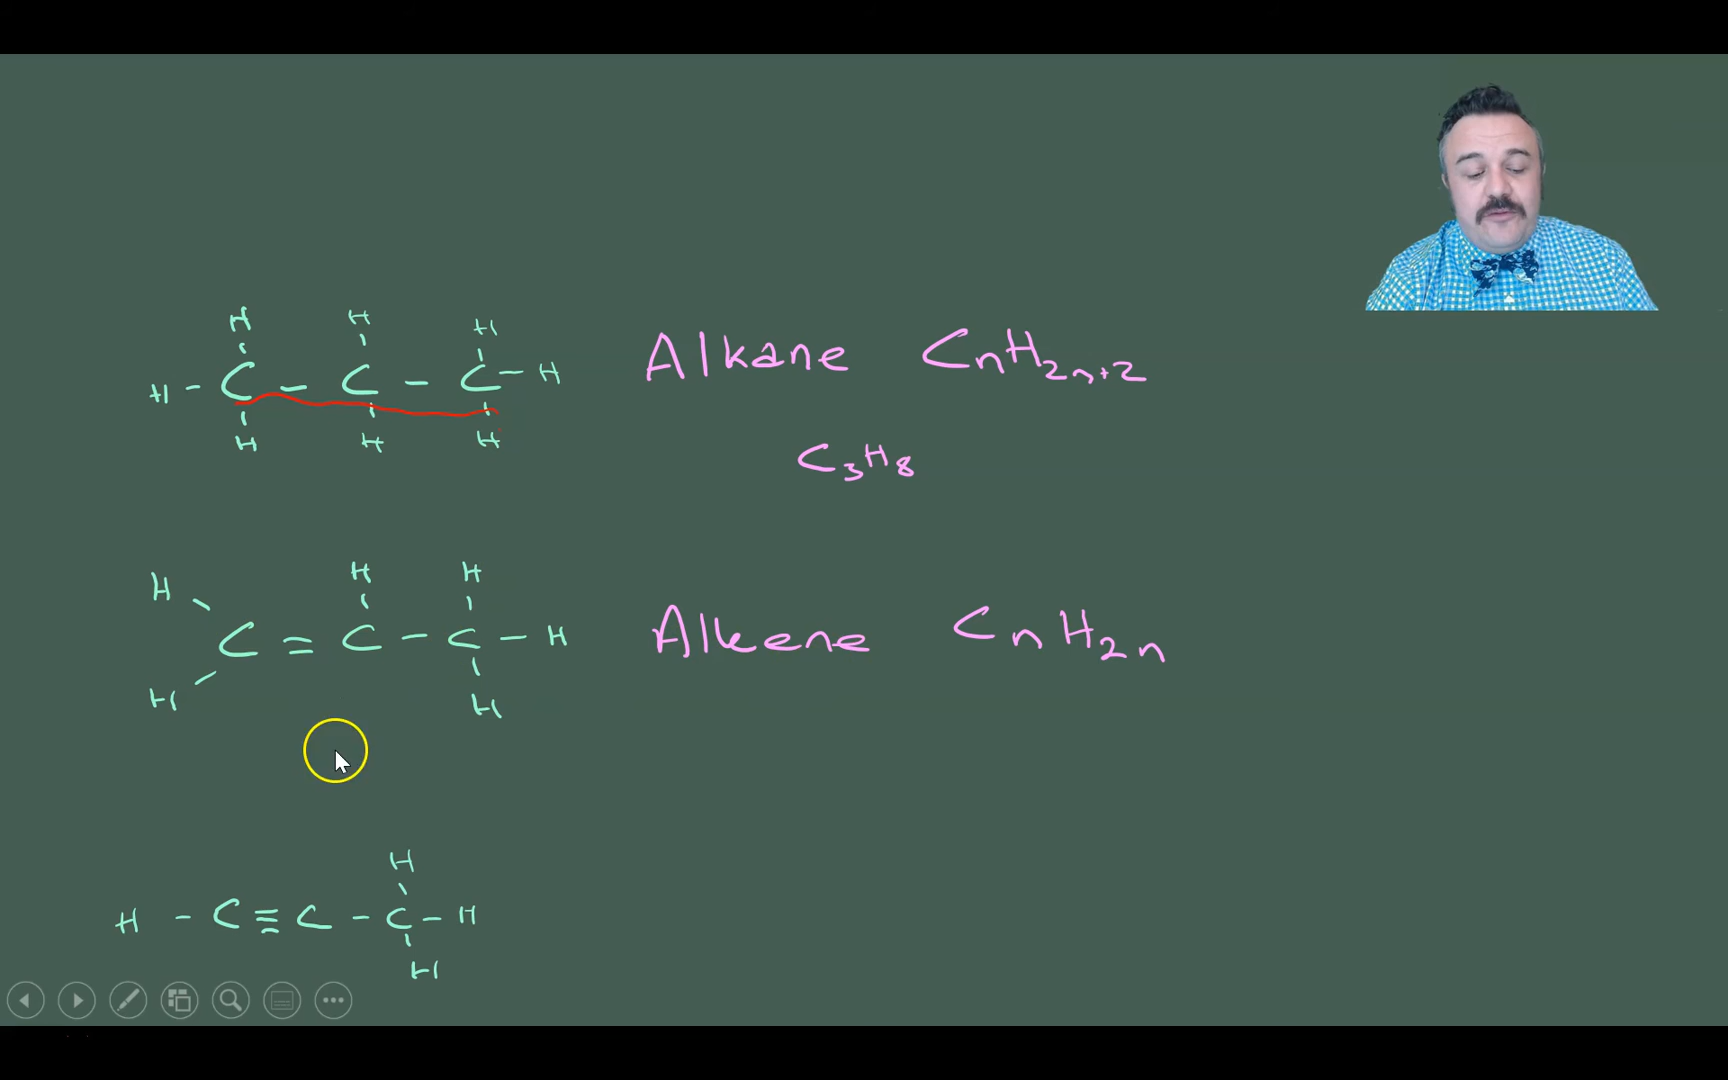 H H H
H - C - C - C - H
H H H
Alkane CnH2n+2
C3H8
H H H
C = C - C - H
H H
Alkene CnH2n
H
H - C ≡ C - C - H
H